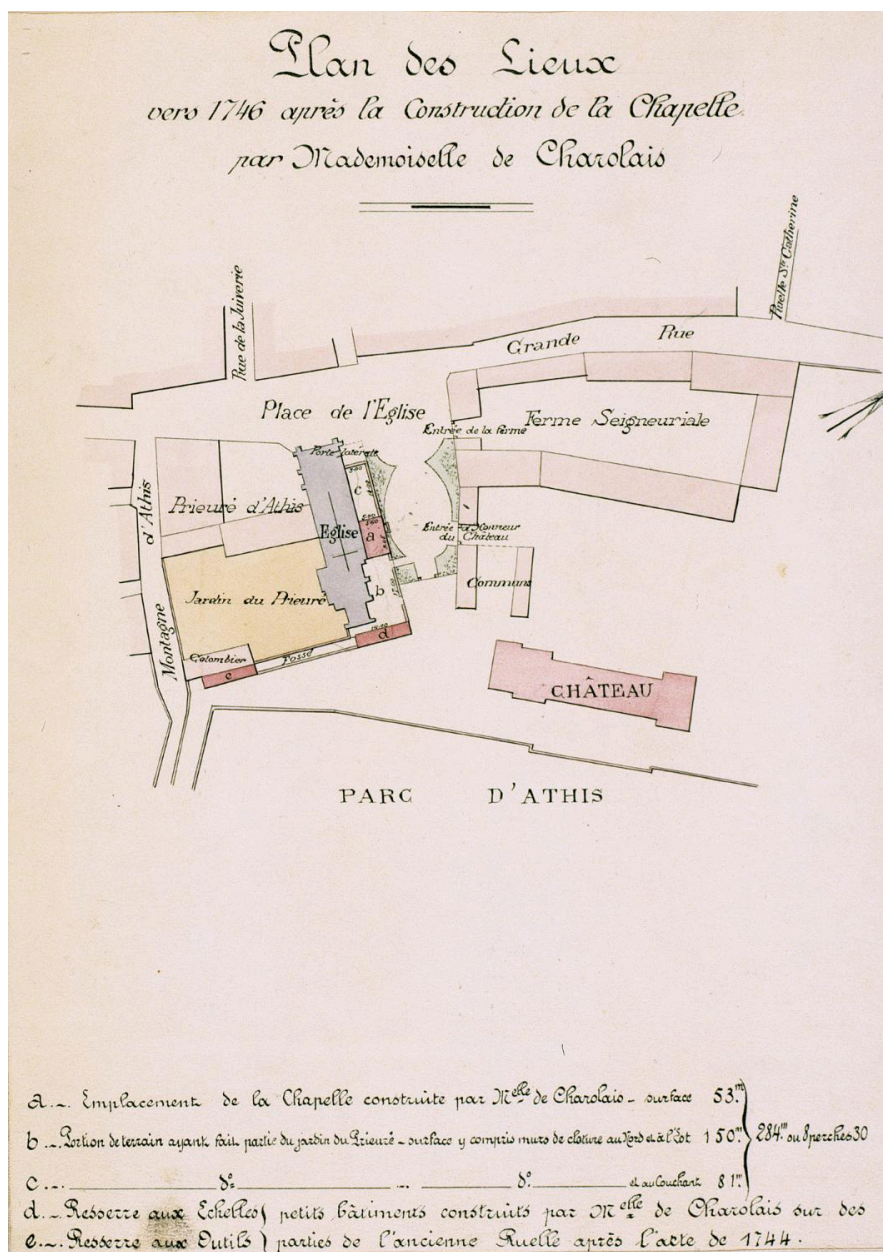 Plan des Lieux
vers 1746 après la Construction de la Chapelle
par Mademoiselle de Charolais
Rue de la Juiverie
Ruelle Ste Catherine
Grande Rue
Place de l'Eglise
Entrée de la ferme
Ferme Seigneuriale
Porte latérale
c
Prieuré d'Athis
Eglise
a
Entrée d'Honneur
du Château
b
Communs
Jardin du Prieuré
d
Montagne d'Athis
Colombier
Fossé
e
CHÂTEAU
PARC D'ATHIS
a... Emplacement de la Chapelle construite par Melle de Charolais - surface 53.m
b... Portion de terrain ayant fait partie du jardin du Prieuré - surface y compris murs de clôture au Nord et à l'Est 150m
284m ou 8 perches 30
c... d° ... d° et au Couchant 81m
d... Resserre aux Echelles petits bâtiments construits par Melle de Charolais sur des
e... Resserre aux Outils parties de l'ancienne Ruelle après l'acte de 1744.